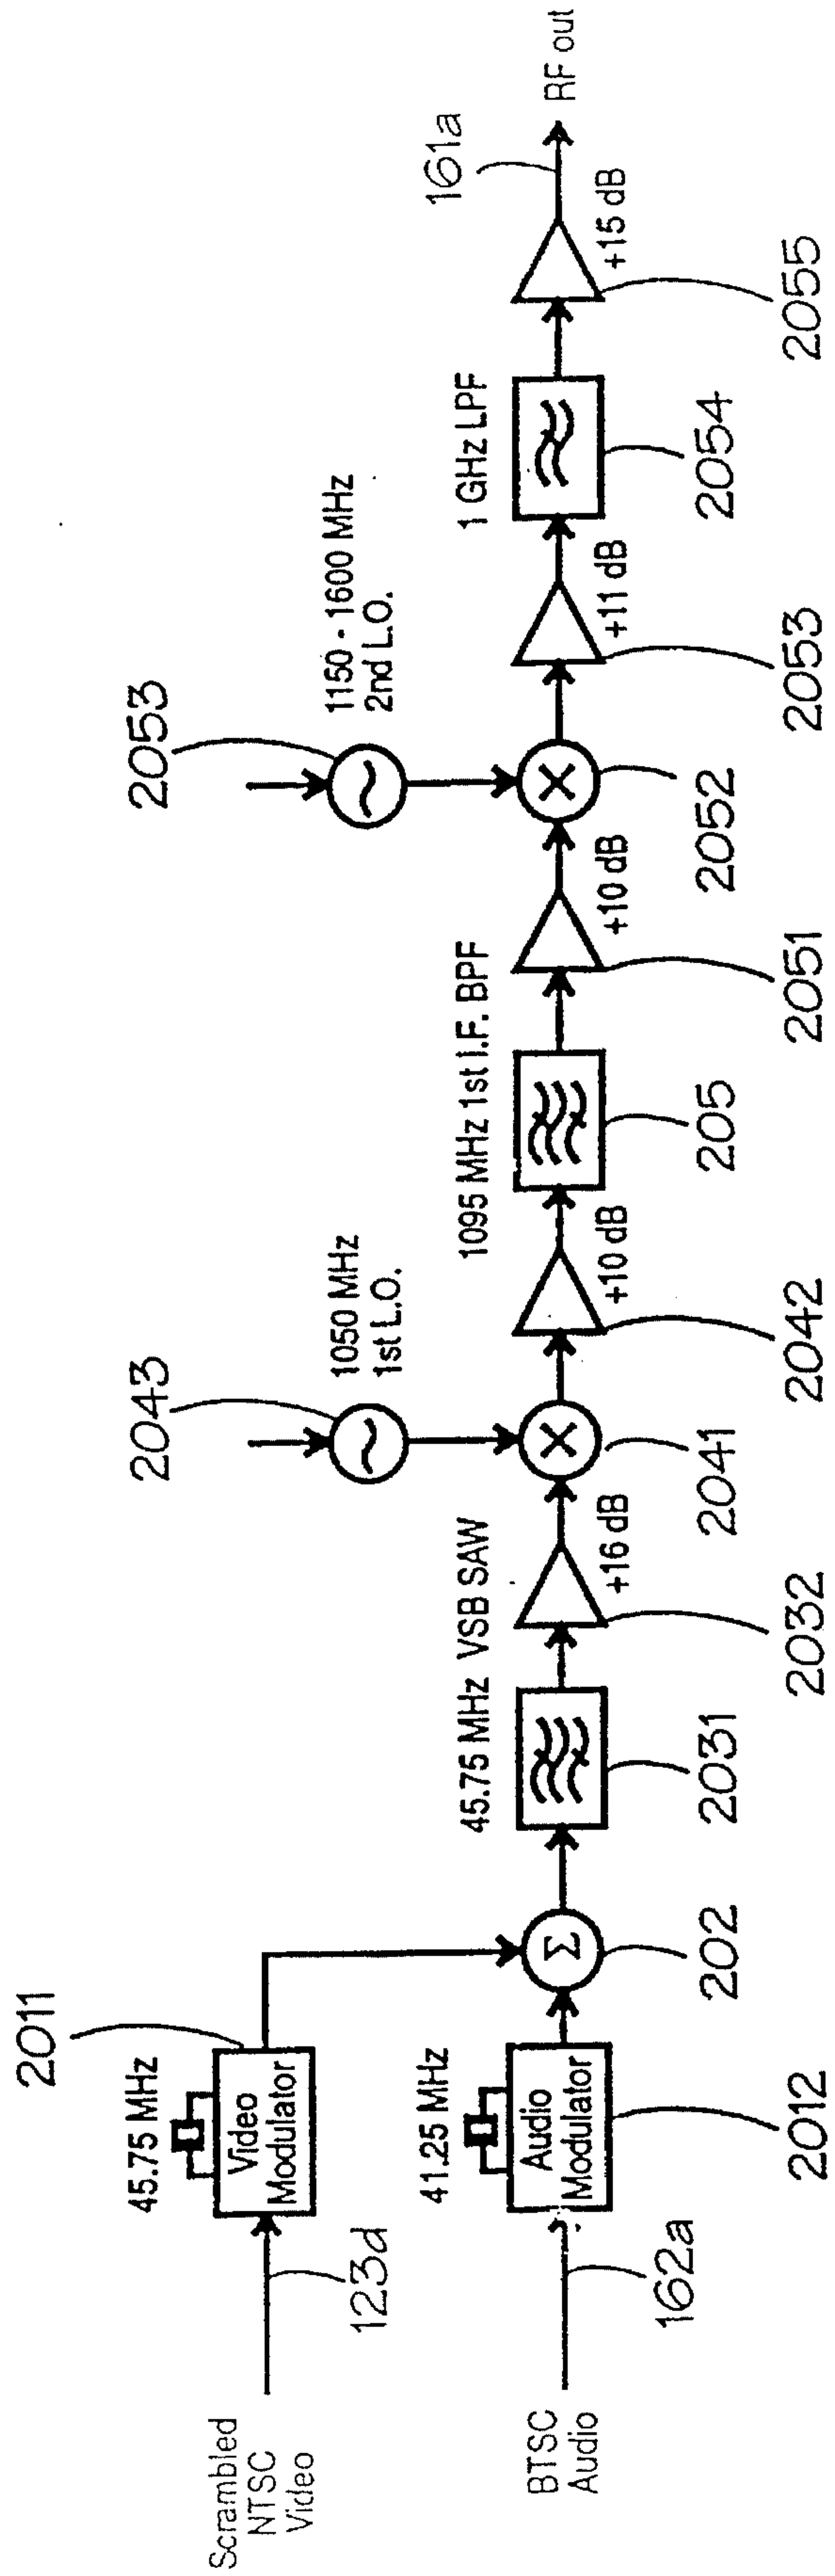 Scrambled
NTSC
Video
123d
45.75 MHz
2011
Video
Modulator
BTSC
Audio
162a
41.25 MHz
Audio
Modulator
2012
Σ
202
45.75 MHz VSB SAW
2031
+16 dB
2032
2043
1050 MHz
1st L.O.
2041
+10 dB
2042
1095 MHz 1st I.F. BPF
205
+10 dB
2051
2053
1150 - 1600 MHz
2nd L.O.
2052
+11 dB
2053
1 GHz LPF
2054
+15 dB
2055
161a
RF out